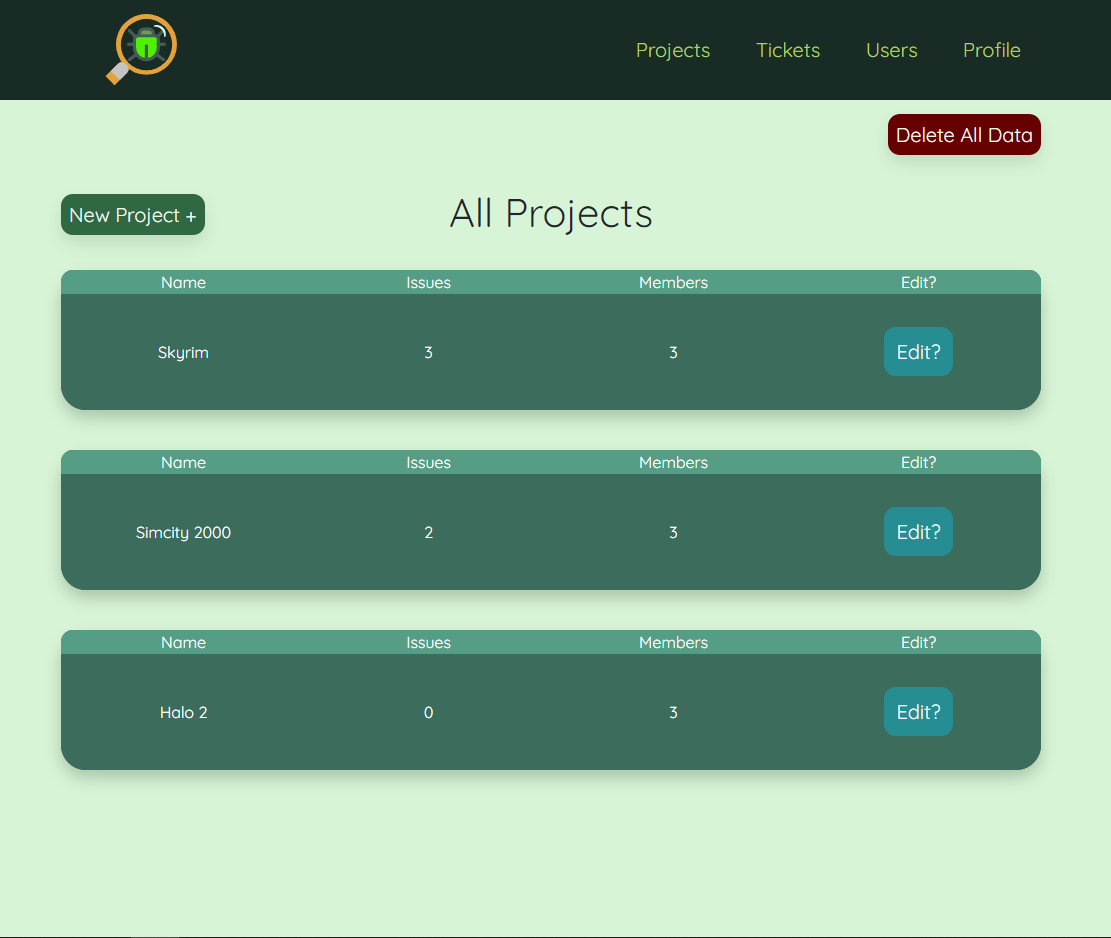 Projects Tickets Users Profile
Delete All Data
New Project +
All Projects
Name Issues Members Edit?
Skyrim 3 3 Edit?
Name Issues Members Edit?
Simcity 2000 2 3 Edit?
Name Issues Members Edit?
Halo 2 0 3 Edit?